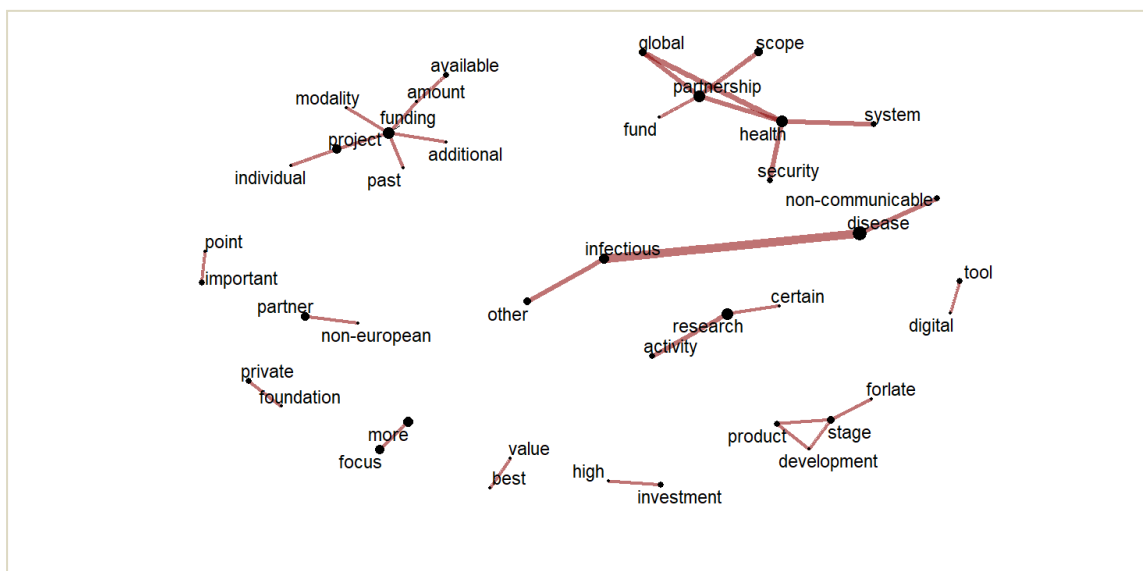 global
scope
available
partnership
modality
amount
funding
fund
health
system
project
additional
individual
past
security
non-communicable
disease
point
infectious
important
tool
certain
partner
other
research
digital
non-european
activity
private
foundation
forlate
more
product
stage
focus
value
development
best
high
investment